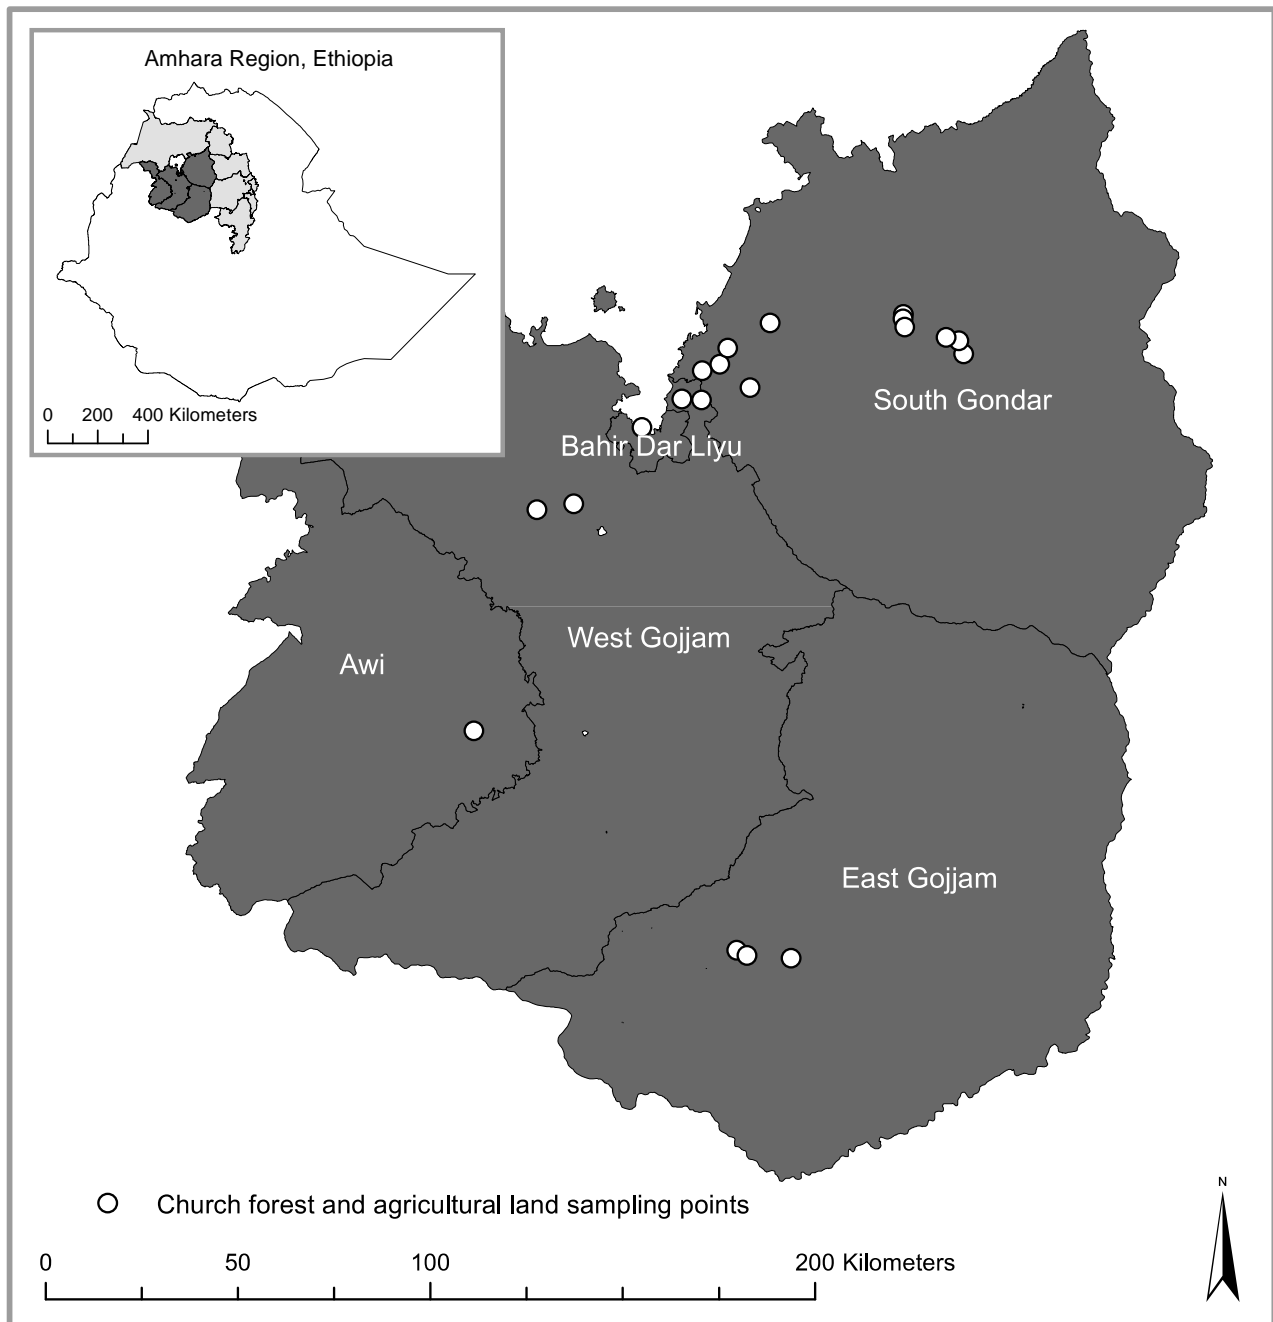 Amhara Region, Ethiopia
0 200 400 Kilometers
South Gondar
Bahir Dar Liyu
West Gojjam
Awi
East Gojjam
N
Church forest and agricultural land sampling points
0 50 100 200 Kilometers